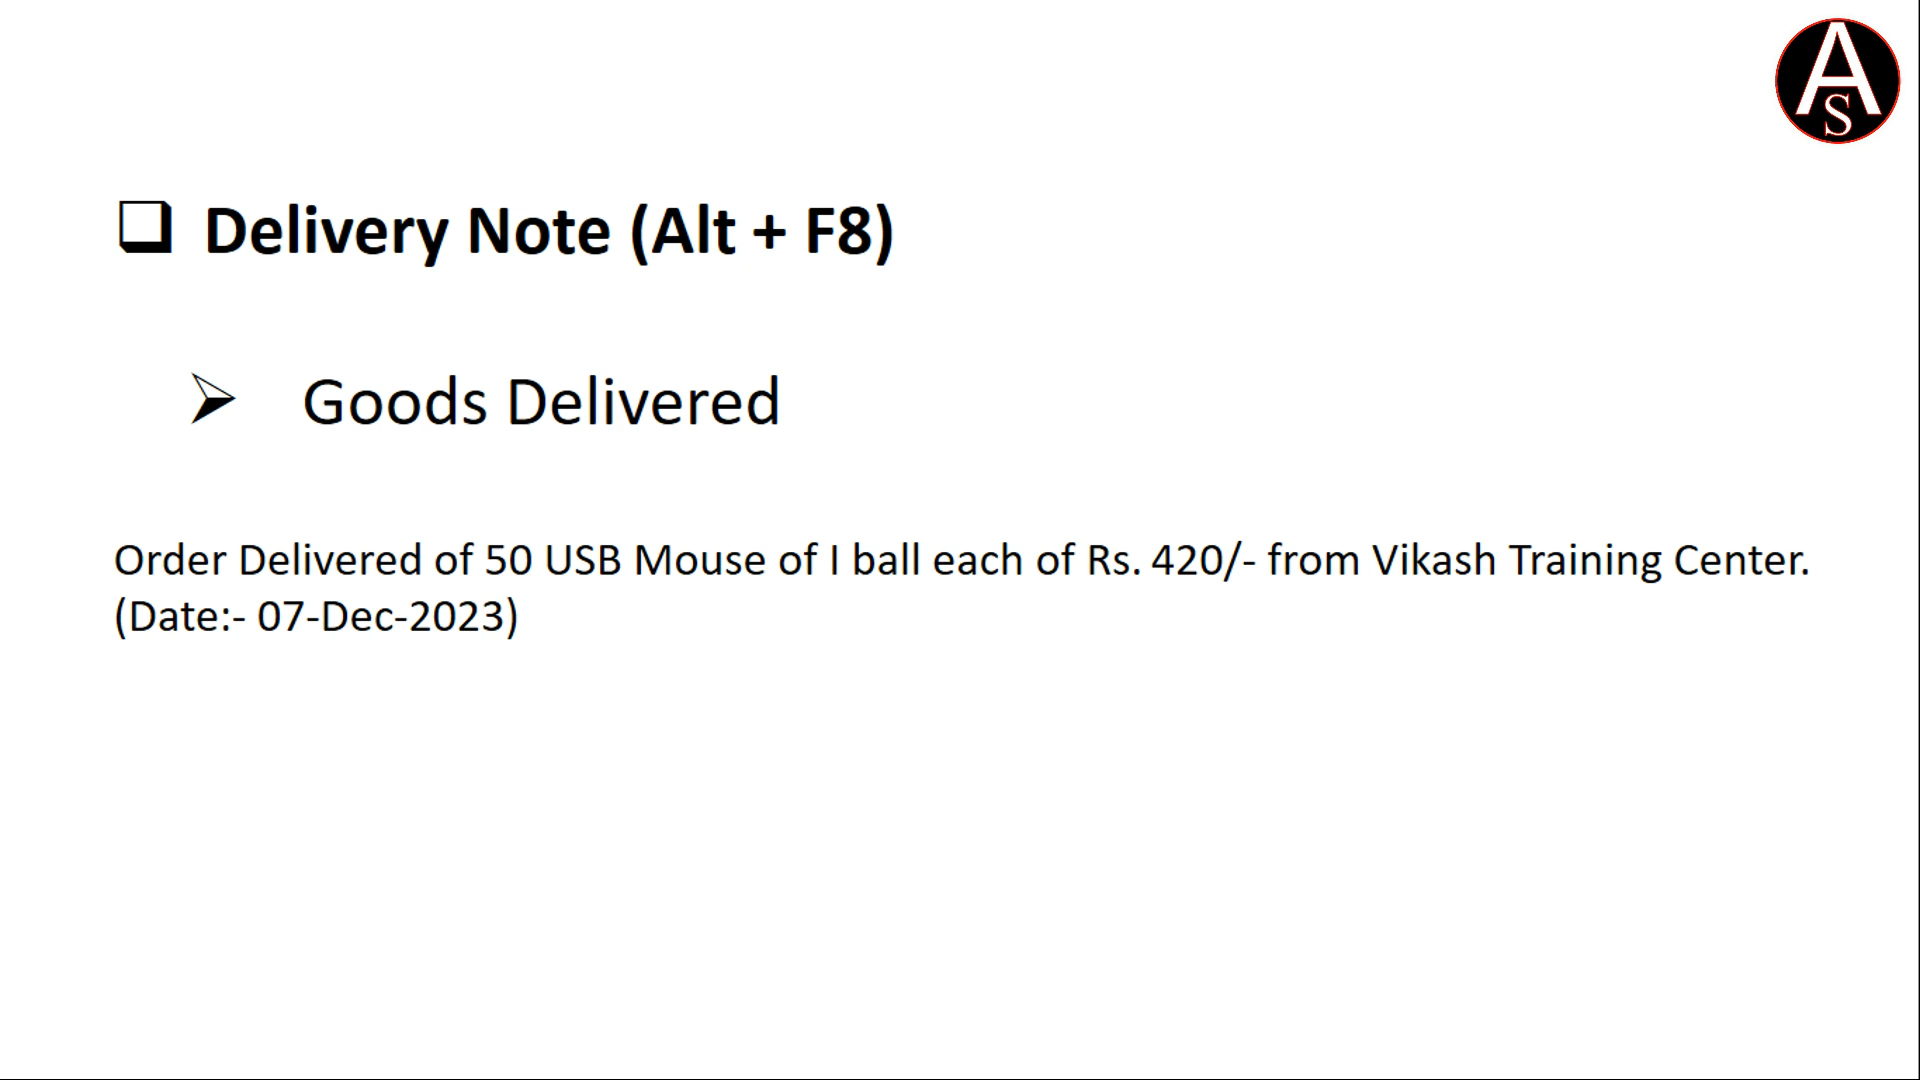 A
S
Delivery Note (Alt + F8)
Goods Delivered
Order Delivered of 50 USB Mouse of I ball each of Rs. 420/- from Vikash Training Center.
(Date:- 07-Dec-2023)